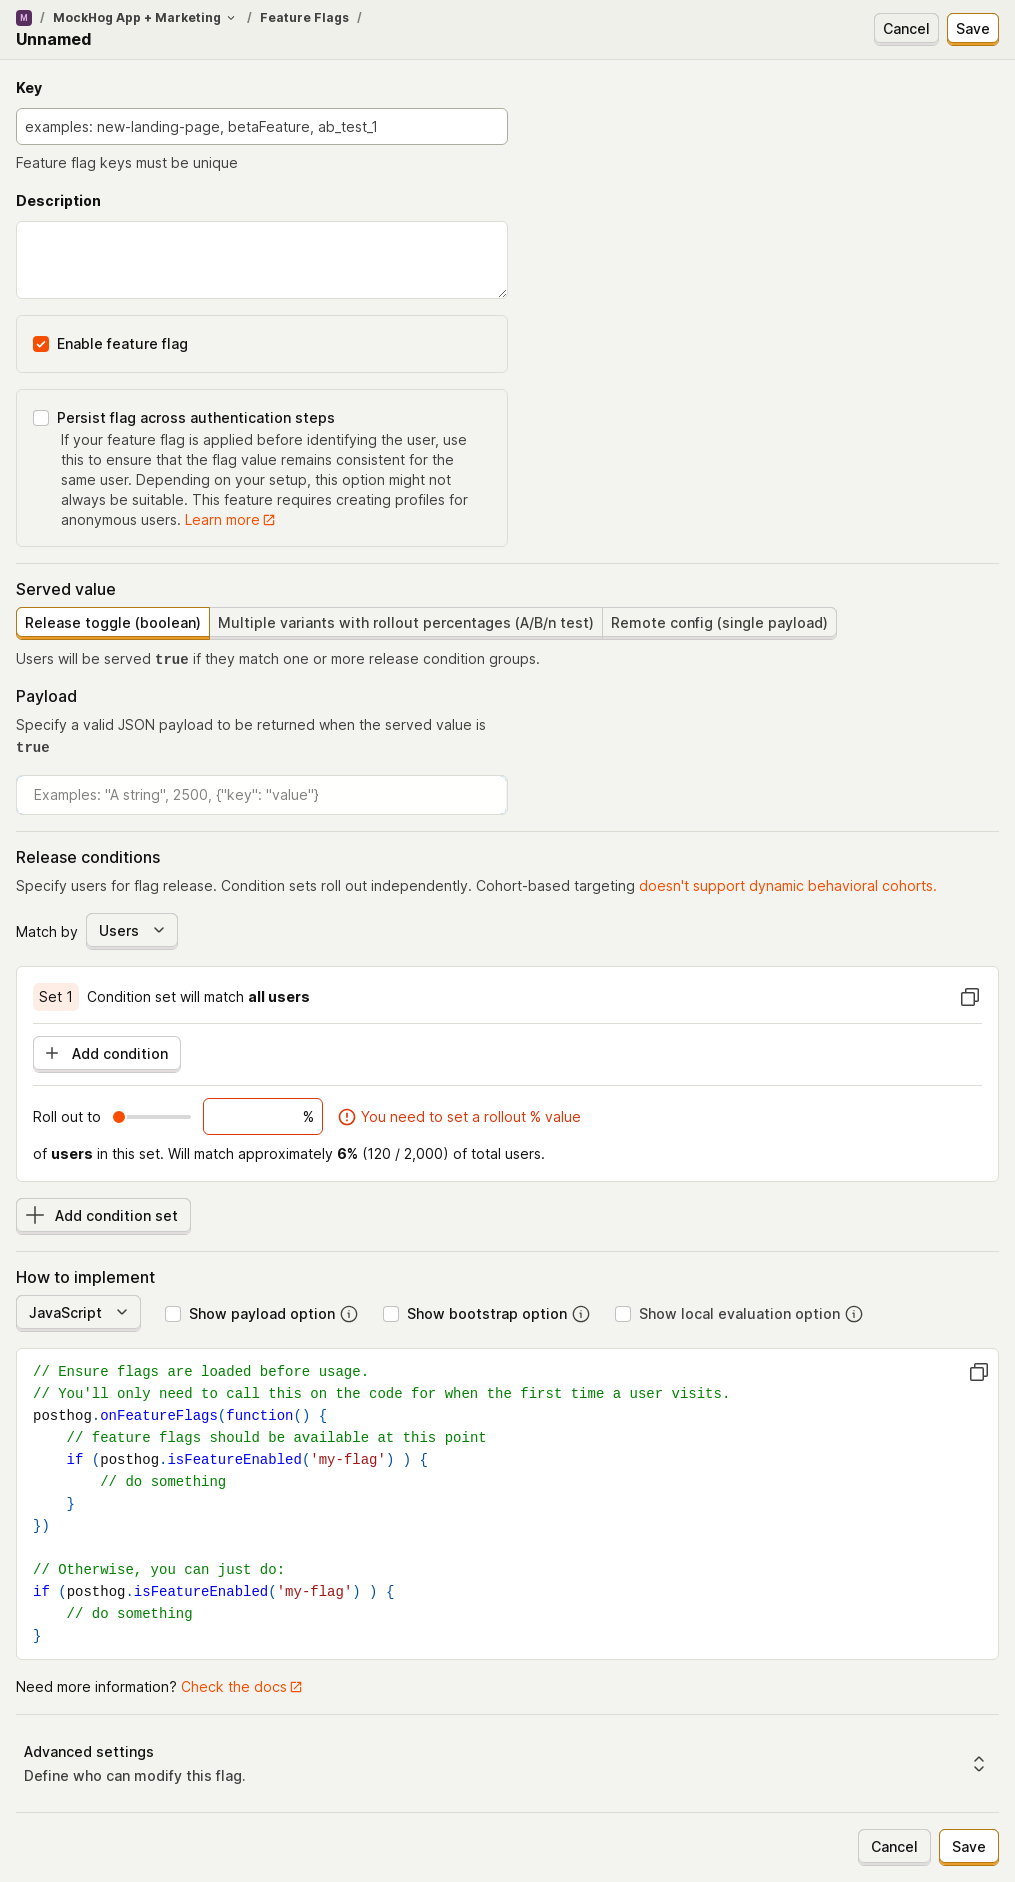 M / MockHog App + Marketing / Feature Flags /
Unnamed
Cancel Save
Key
examples: new-landing-page, betaFeature, ab_test_1
Feature flag keys must be unique
Description
Enable feature flag
Persist flag across authentication steps
If your feature flag is applied before identifying the user, use
this to ensure that the flag value remains consistent for the
same user. Depending on your setup, this option might not
always be suitable. This feature requires creating profiles for
anonymous users. Learn more
Served value
Release toggle (boolean) Multiple variants with rollout percentages (A/B/n test) Remote config (single payload)
Users will be served true if they match one or more release condition groups.
Payload
Specify a valid JSON payload to be returned when the served value is
true
Examples: "A string", 2500, {"key": "value"}
Release conditions
Specify users for flag release. Condition sets roll out independently. Cohort-based targeting doesn't support dynamic behavioral cohorts.
Match by Users
Set 1 Condition set will match all users
Add condition
Roll out to % You need to set a rollout % value
of users in this set. Will match approximately 6% (120 / 2,000) of total users.
Add condition set
How to implement
JavaScript Show payload option Show bootstrap option Show local evaluation option
// Ensure flags are loaded before usage.
// You'll only need to call this on the code for when the first time a user visits.
posthog.onFeatureFlags(function() {
    // feature flags should be available at this point
    if (posthog.isFeatureEnabled('my-flag') ) {
        // do something
    }
})
// Otherwise, you can just do:
if (posthog.isFeatureEnabled('my-flag') ) {
    // do something
}
Need more information? Check the docs
Advanced settings
Define who can modify this flag.
Cancel Save